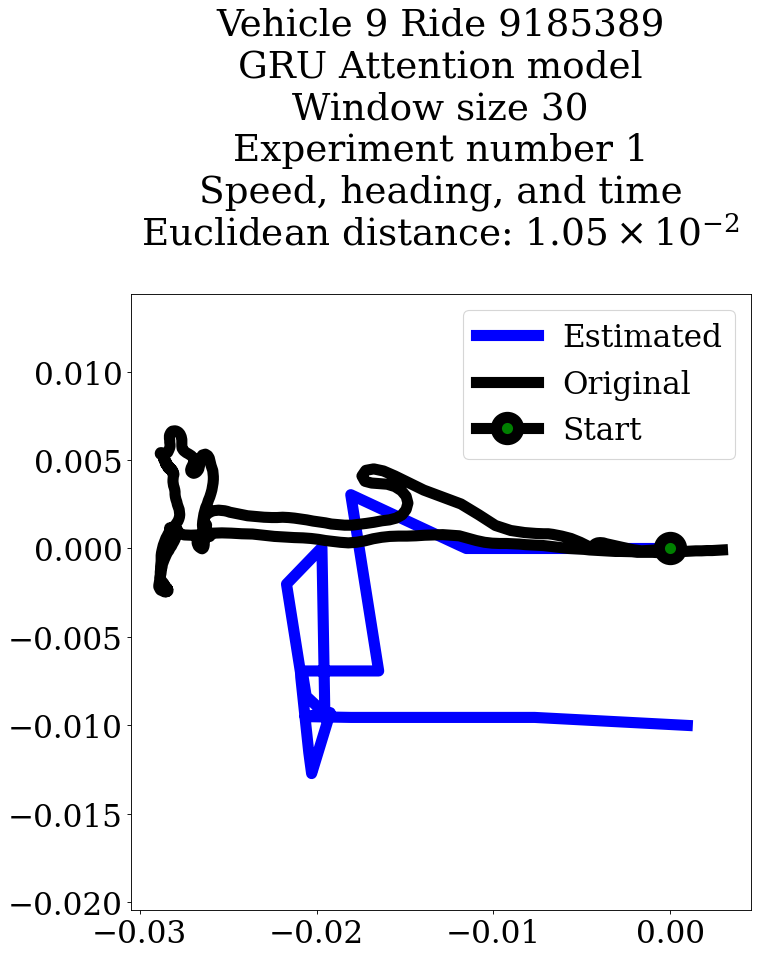 Vehicle 9 Ride 9185389
GRU Attention model
Window size 30
Experiment number 1
Speed, heading, and time
Euclidean distance: 1.05 × 10⁻²
Estimated
Original
Start
0.010
0.005
0.000
−0.005
−0.010
−0.015
−0.020
−0.03 −0.02 −0.01 0.00